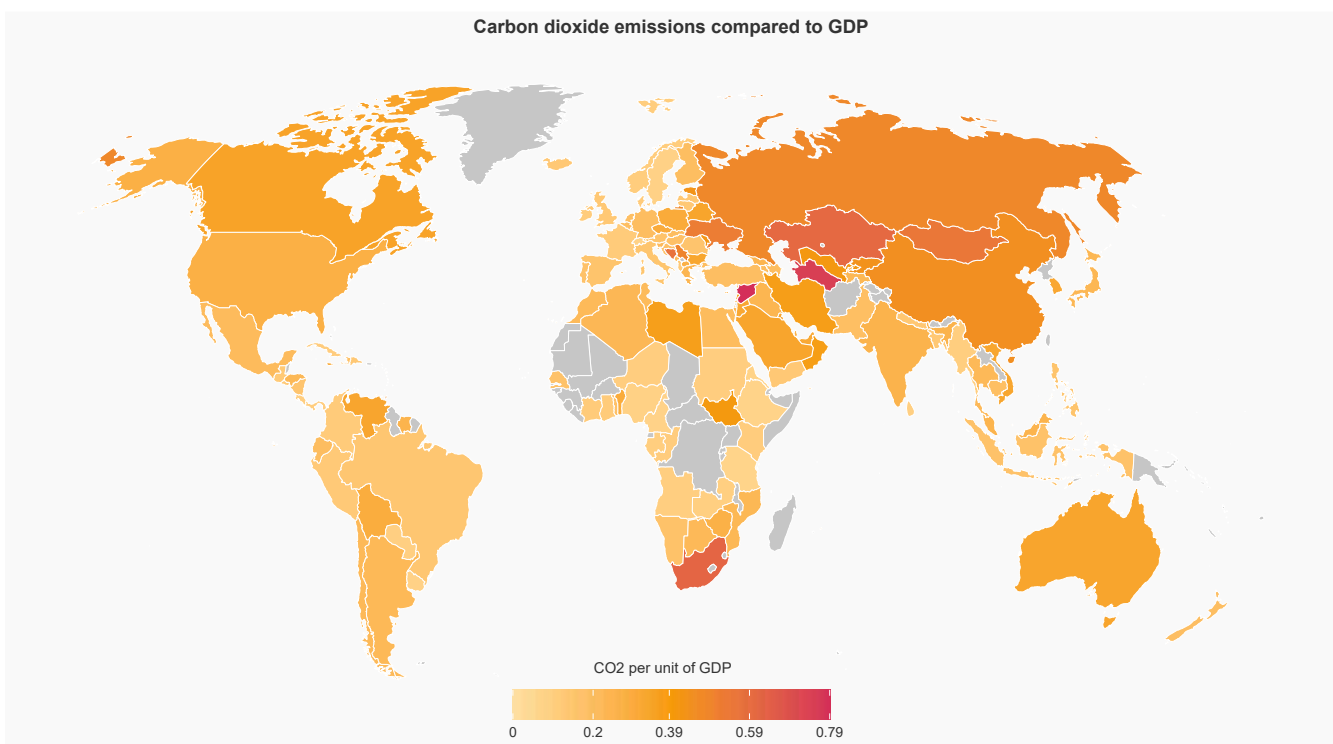 Carbon dioxide emissions compared to GDP
CO2 per unit of GDP
0 0.2 0.39 0.59 0.79